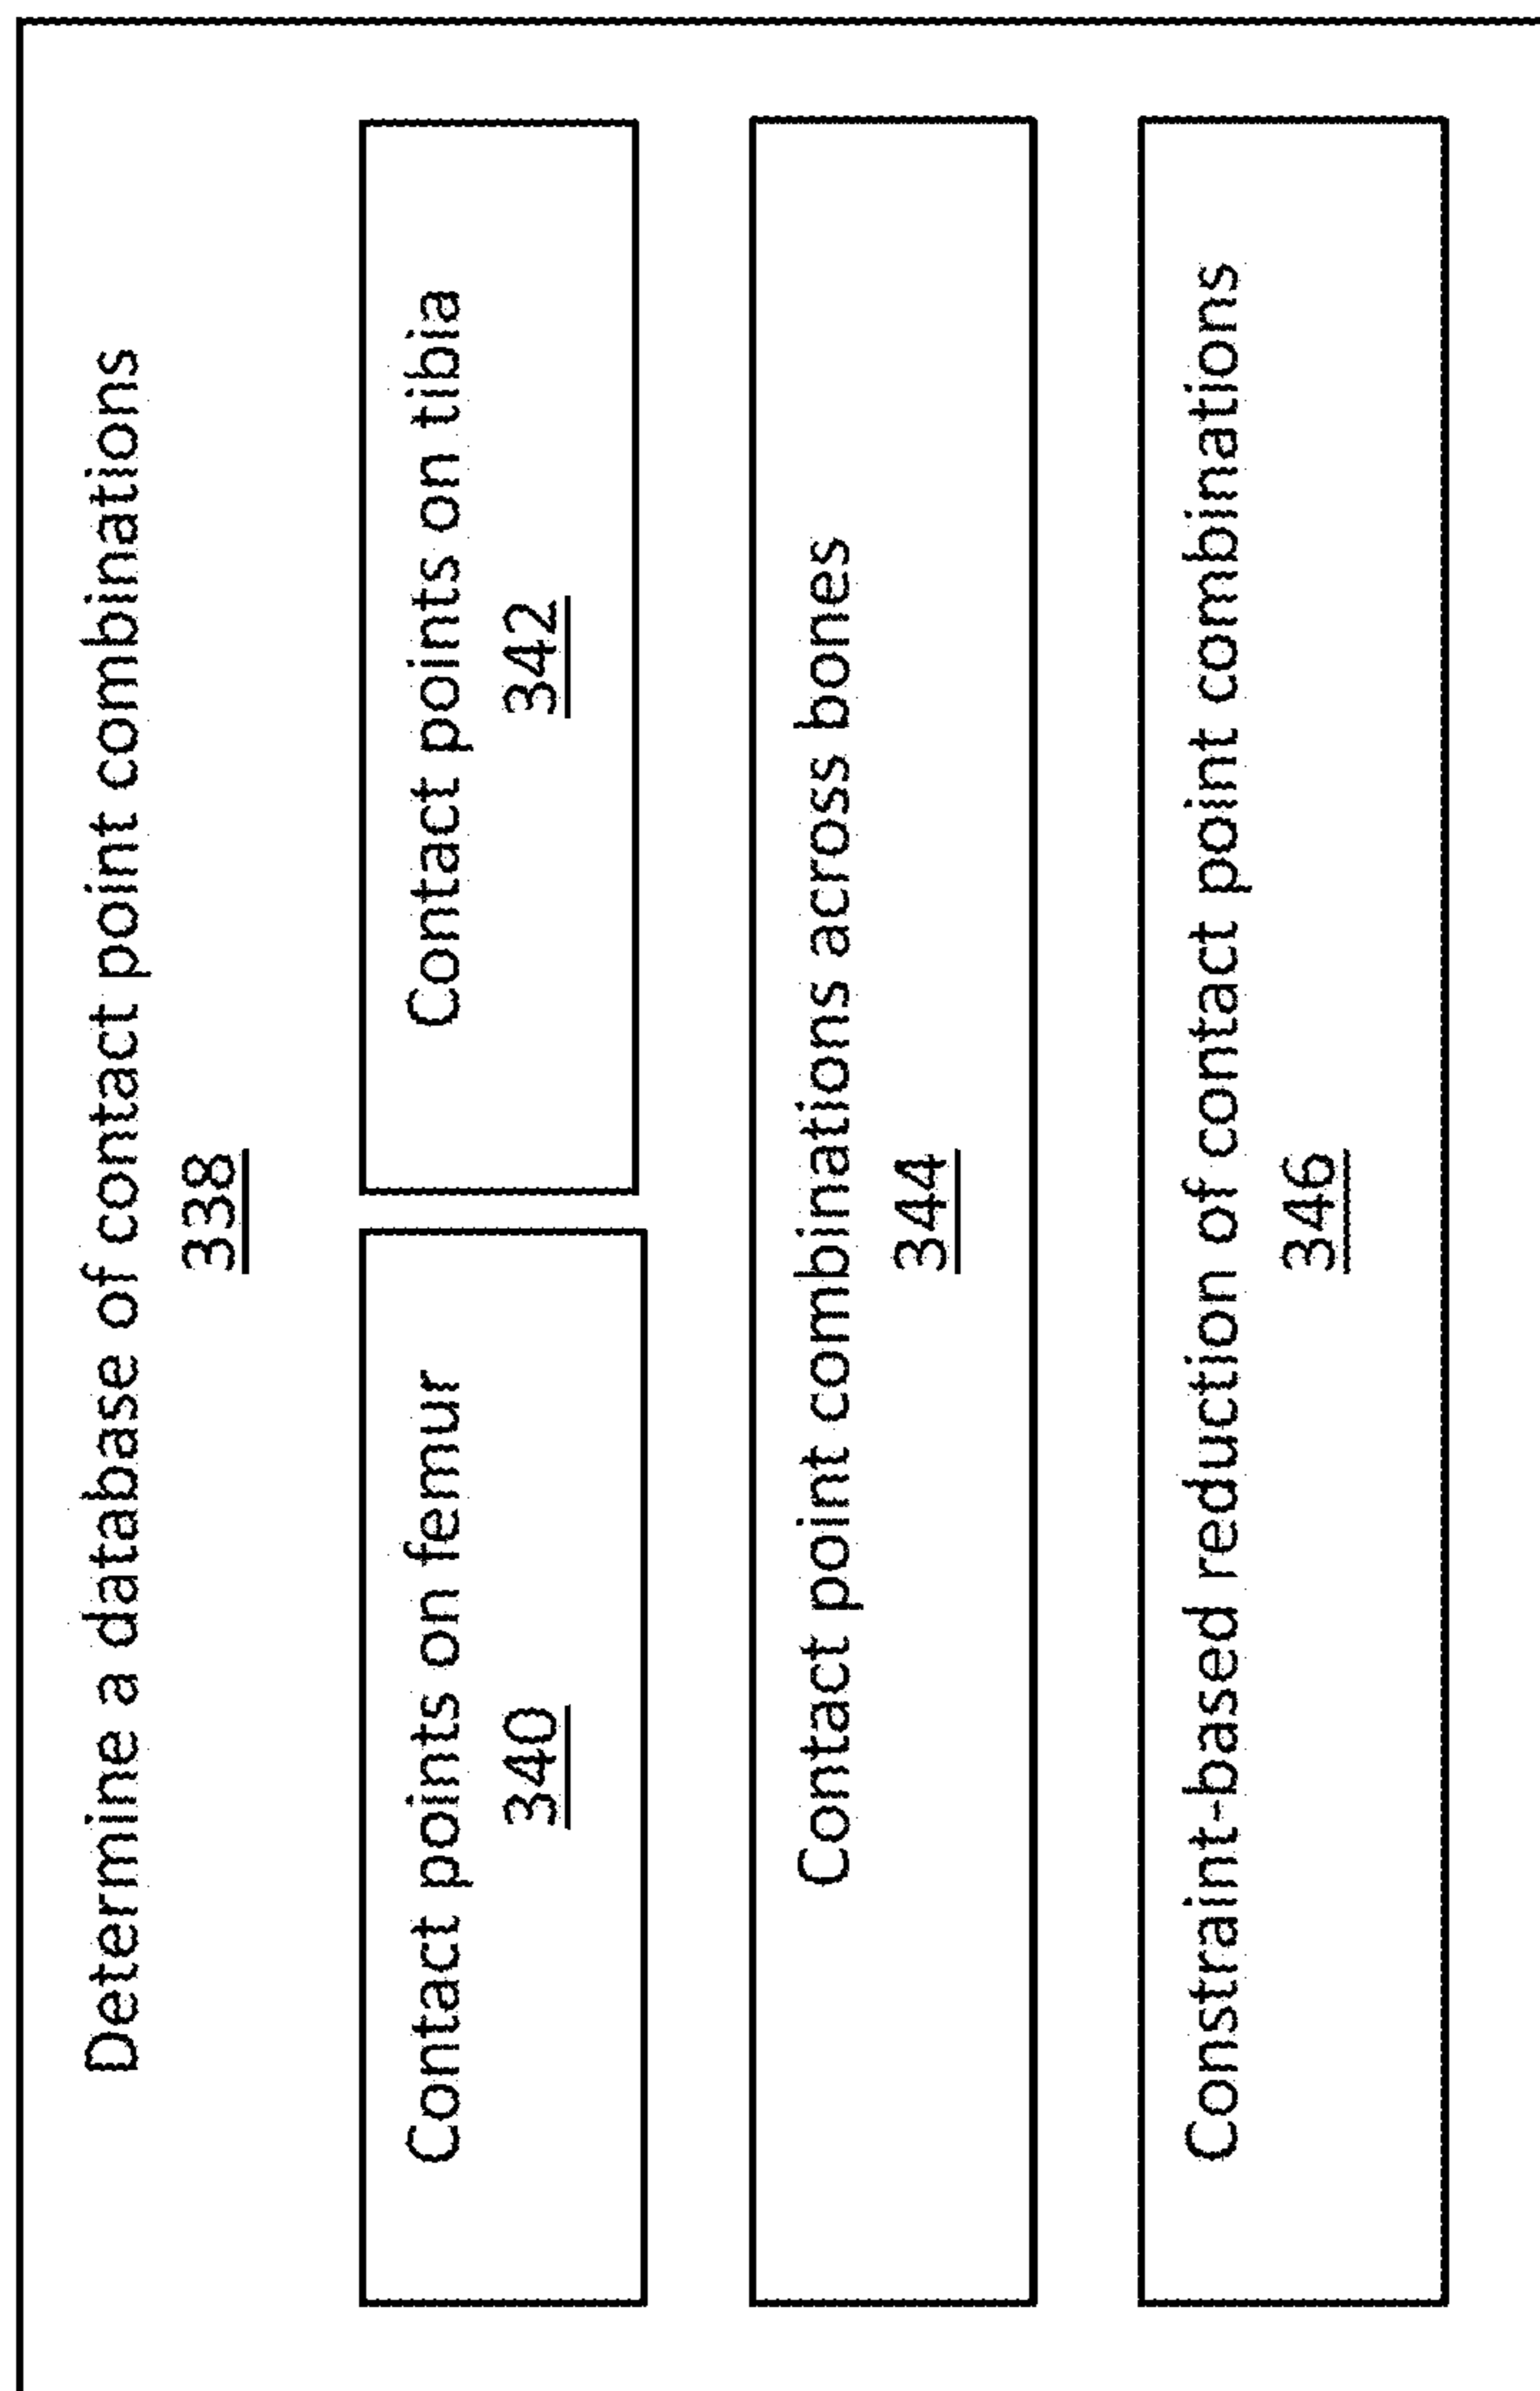 Determine a database of contact point combinations
338
Contact points on femur
340
Contact points on tibia
342
Contact point combinations across bones
344
Constraint-based reduction of contact point combinations
346